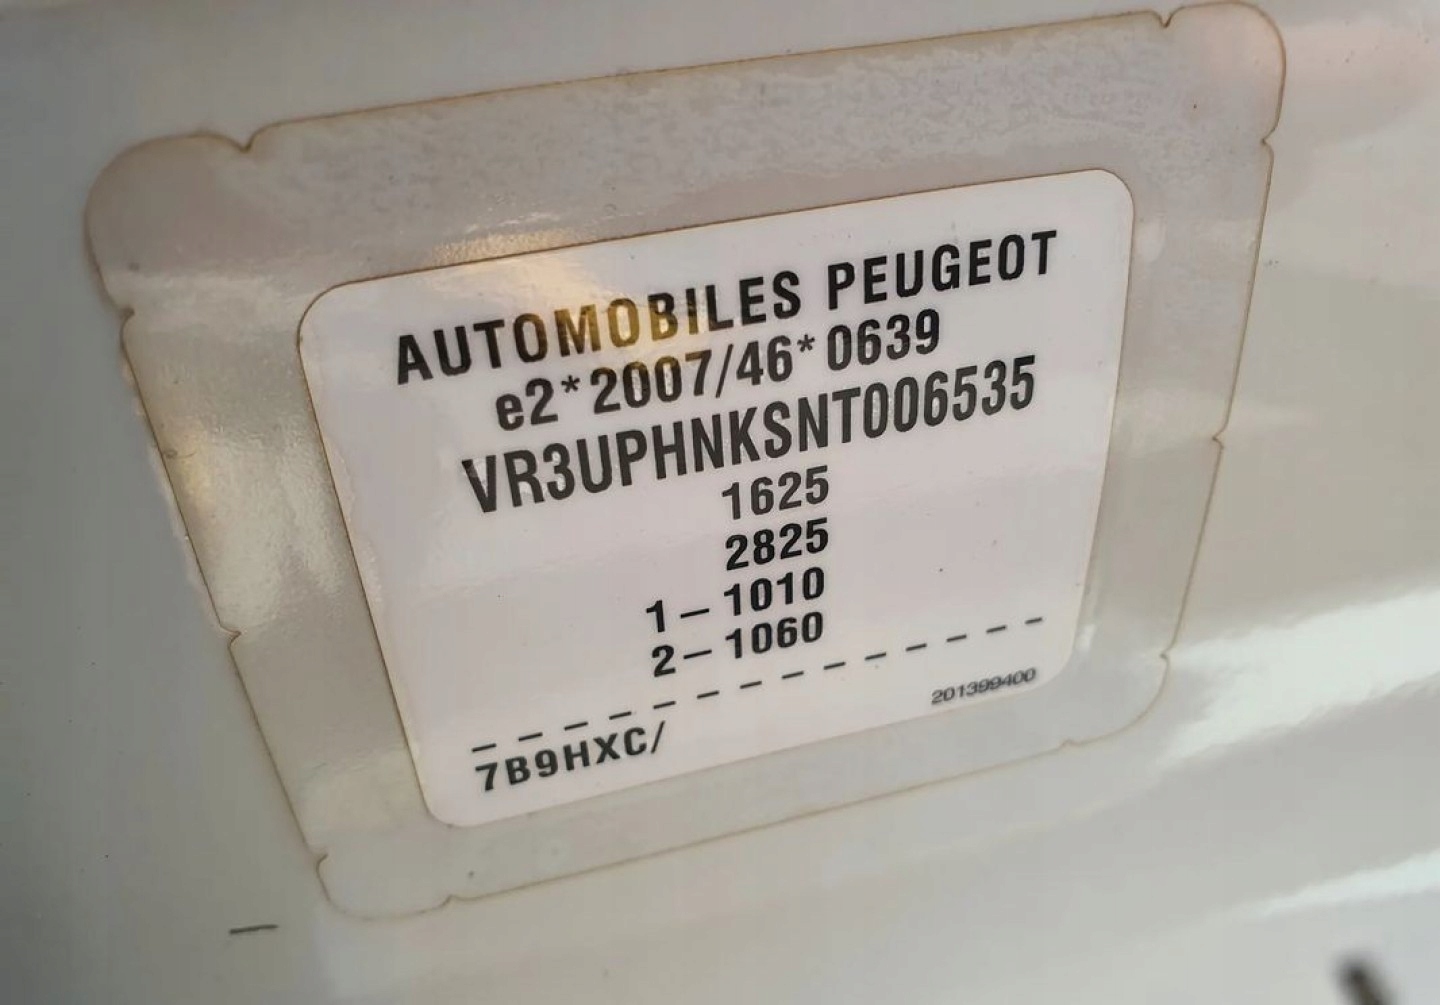 AUTOMOBILES PEUGEOT
e2*2007/46*0639
VR3UPHNKSNT006535
1625
2825
1-1010
2-1060
201399400
7B9HXC/